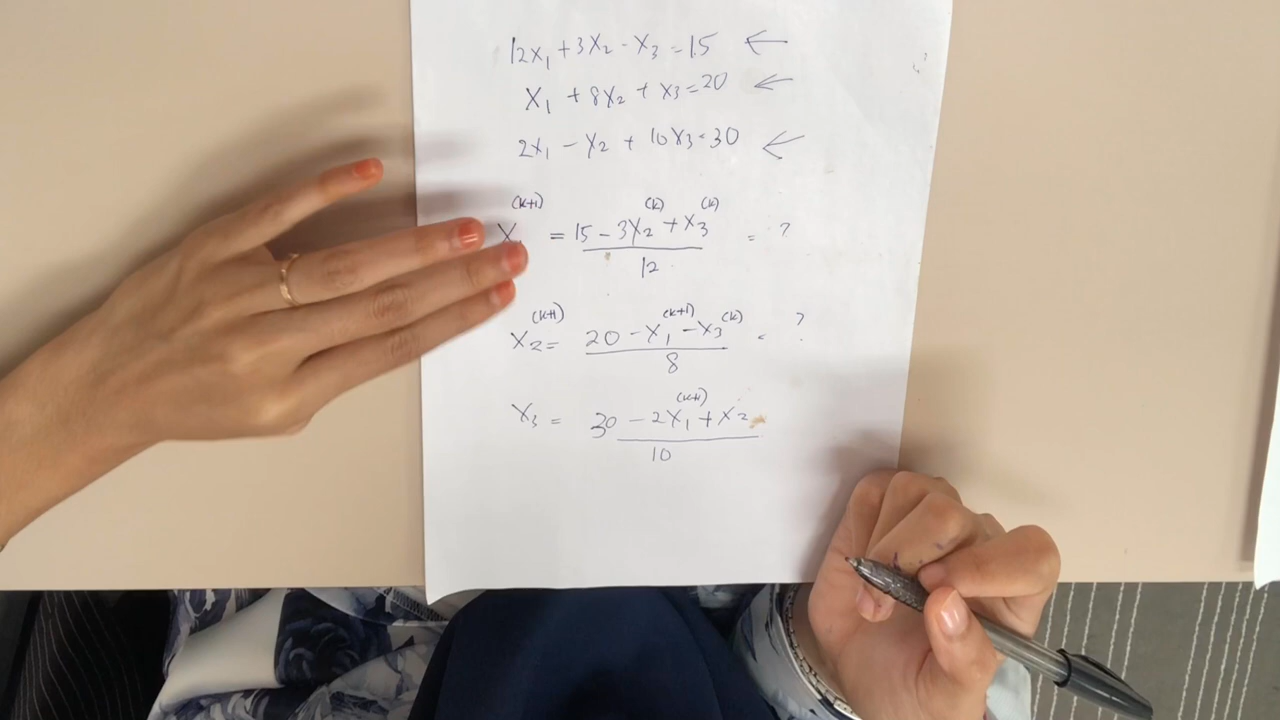 12x₁ + 3x₂ - x₃ = 15 ←
x₁ + 8x₂ + x₃ = 20 ←
2x₁ - x₂ + 10x₃ = 30 ←
x₁⁽ᵏ⁺¹⁾ = (15 - 3x₂⁽ᵏ⁾ + x₃⁽ᵏ⁾) / 12 = ?
x₂⁽ᵏ⁺¹⁾ = (20 - x₁⁽ᵏ⁺¹⁾ - x₃⁽ᵏ⁾) / 8 = ?
x₃ = (30 - 2x₁⁽ᵏ⁺¹⁾ + x₂) / 10